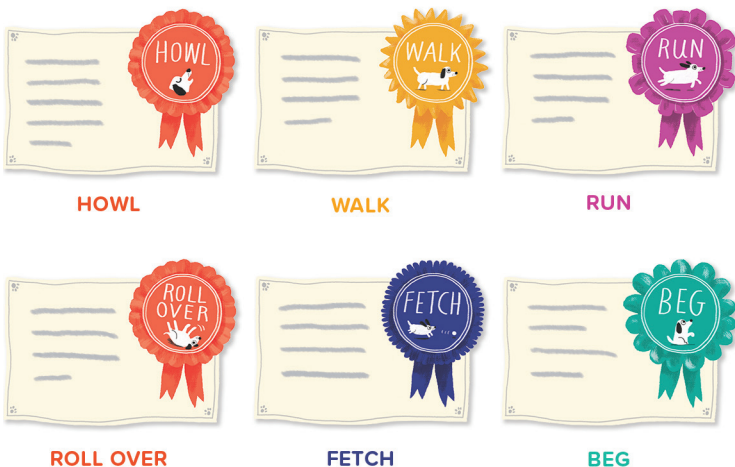 HOWL
WALK
RUN
HOWL
WALK
RUN
ROLL
OVER
FETCH
BEG
ROLL OVER
FETCH
BEG